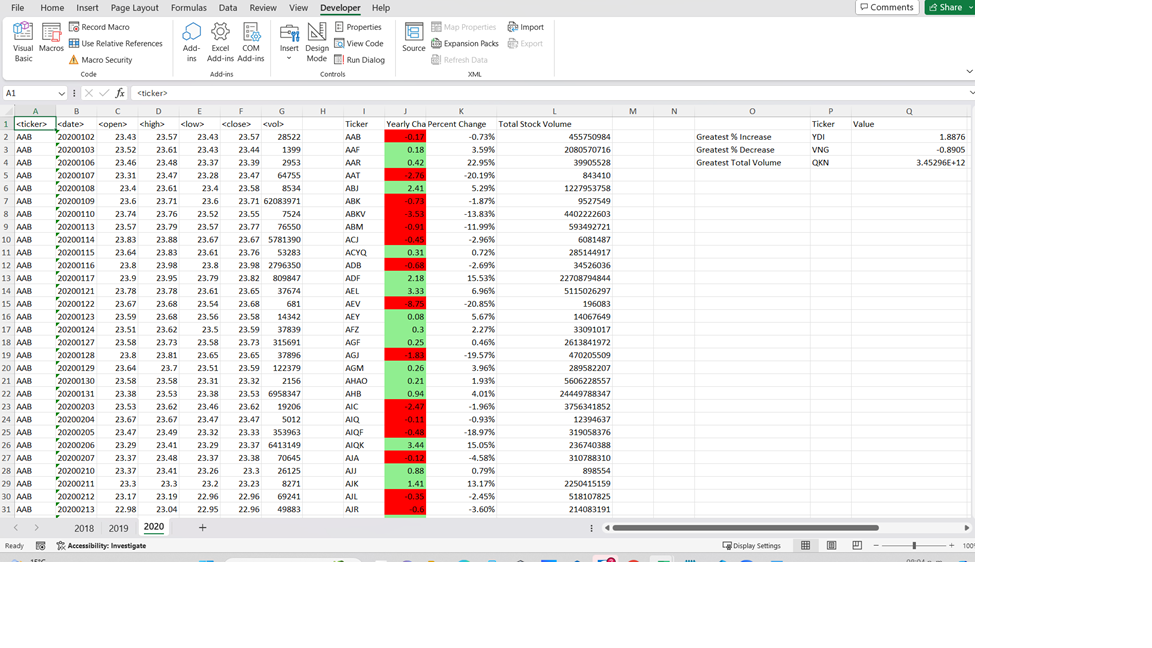 File Home Insert Page Layout Formulas Data Review View Developer Help Comments Share
Record Macro Properties Map Properties Import
Use Relative References View Code Expansion Packs Export
Macro Security Run Dialog Refresh Data
Visual Basic Macros Add-ins Excel Add-ins COM Add-ins Insert Design Mode Source
Code Add-ins Controls XML
A1 fx <ticker>
A B C D E F G H I J K L M N O P Q
1 <ticker> <date> <open> <high> <low> <close> <vol> Ticker Yearly Cha Percent Change Total Stock Volume Ticker Value
2 AAB 20200102 23.43 23.57 23.43 23.57 28522 AAB -0.17 -0.73% 455750984 Greatest % Increase YDI 1.8876
3 AAB 20200103 23.52 23.61 23.43 23.44 1399 AAF 0.18 3.59% 2080570716 Greatest % Decrease VNG -0.8905
4 AAB 20200106 23.46 23.48 23.37 23.39 2953 AAR 0.42 22.95% 39905528 Greatest Total Volume QKN 3.45296E+12
5 AAB 20200107 23.31 23.47 23.28 23.47 64755 AAT -2.76 -20.19% 843410
6 AAB 20200108 23.4 23.61 23.4 23.58 8534 ABJ 2.41 5.29% 1227953758
7 AAB 20200109 23.6 23.71 23.6 23.71 62083971 ABK -0.73 -1.87% 9527549
8 AAB 20200110 23.74 23.76 23.52 23.55 7524 ABKV -3.53 -13.83% 4402222603
9 AAB 20200113 23.57 23.79 23.57 23.77 76550 ABM -0.91 -11.99% 593492721
10 AAB 20200114 23.83 23.88 23.67 23.67 5781390 ACJ -0.45 -2.96% 6081487
11 AAB 20200115 23.64 23.83 23.61 23.76 53283 ACYQ 0.31 0.72% 285144917
12 AAB 20200116 23.8 23.98 23.8 23.98 2796350 ADB -0.68 -2.69% 34526036
13 AAB 20200117 23.9 23.95 23.79 23.82 809847 ADF 2.18 15.53% 22708794844
14 AAB 20200121 23.78 23.78 23.61 23.65 37674 AEL 3.33 6.96% 5115026297
15 AAB 20200122 23.67 23.68 23.54 23.68 681 AEV -8.75 -20.85% 196083
16 AAB 20200123 23.59 23.68 23.56 23.58 14342 AEY 0.08 5.67% 14067649
17 AAB 20200124 23.51 23.62 23.5 23.59 37839 AFZ 0.3 2.27% 33091017
18 AAB 20200127 23.58 23.73 23.58 23.73 315691 AGF 0.25 0.46% 2613841972
19 AAB 20200128 23.8 23.81 23.65 23.65 37896 AGJ -1.83 -19.57% 470205509
20 AAB 20200129 23.64 23.7 23.51 23.59 122379 AGM 0.26 3.96% 289582207
21 AAB 20200130 23.58 23.58 23.31 23.32 2156 AHAO 0.21 1.93% 5606228557
22 AAB 20200131 23.38 23.53 23.38 23.53 6958347 AHB 0.94 4.01% 24449788347
23 AAB 20200203 23.53 23.62 23.46 23.62 19206 AIC -2.47 -1.96% 3756341852
24 AAB 20200204 23.67 23.67 23.47 23.47 5012 AIQ -0.11 -0.93% 12394637
25 AAB 20200205 23.47 23.49 23.32 23.33 353963 AIQF -0.48 -18.97% 319058376
26 AAB 20200206 23.29 23.41 23.29 23.37 6413149 AIQK 3.44 15.05% 236740388
27 AAB 20200207 23.37 23.48 23.37 23.38 70645 AJA -0.12 -4.58% 310788310
28 AAB 20200210 23.37 23.41 23.26 23.3 26125 AJJ 0.88 0.79% 898554
29 AAB 20200211 23.3 23.3 23.2 23.23 8271 AJK 1.41 13.17% 2250415159
30 AAB 20200212 23.17 23.19 22.96 22.96 69241 AJL -0.35 -2.45% 518107825
31 AAB 20200213 22.98 23.04 22.95 22.96 49883 AJR -0.6 -3.60% 214083191
2018 2019 2020
Ready Accessibility: Investigate Display Settings 100%